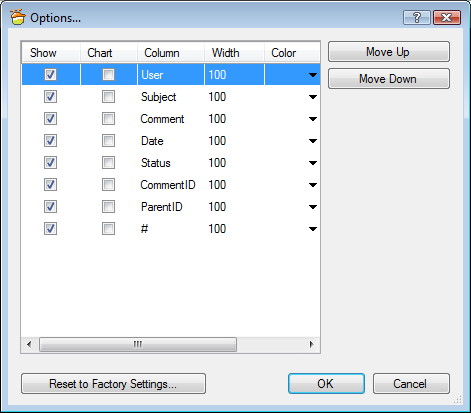 Options...
Show Chart Column Width Color
User 100
Subject 100
Comment 100
Date 100
Status 100
CommentID 100
ParentID 100
# 100
Move Up
Move Down
Reset to Factory Settings...
OK
Cancel